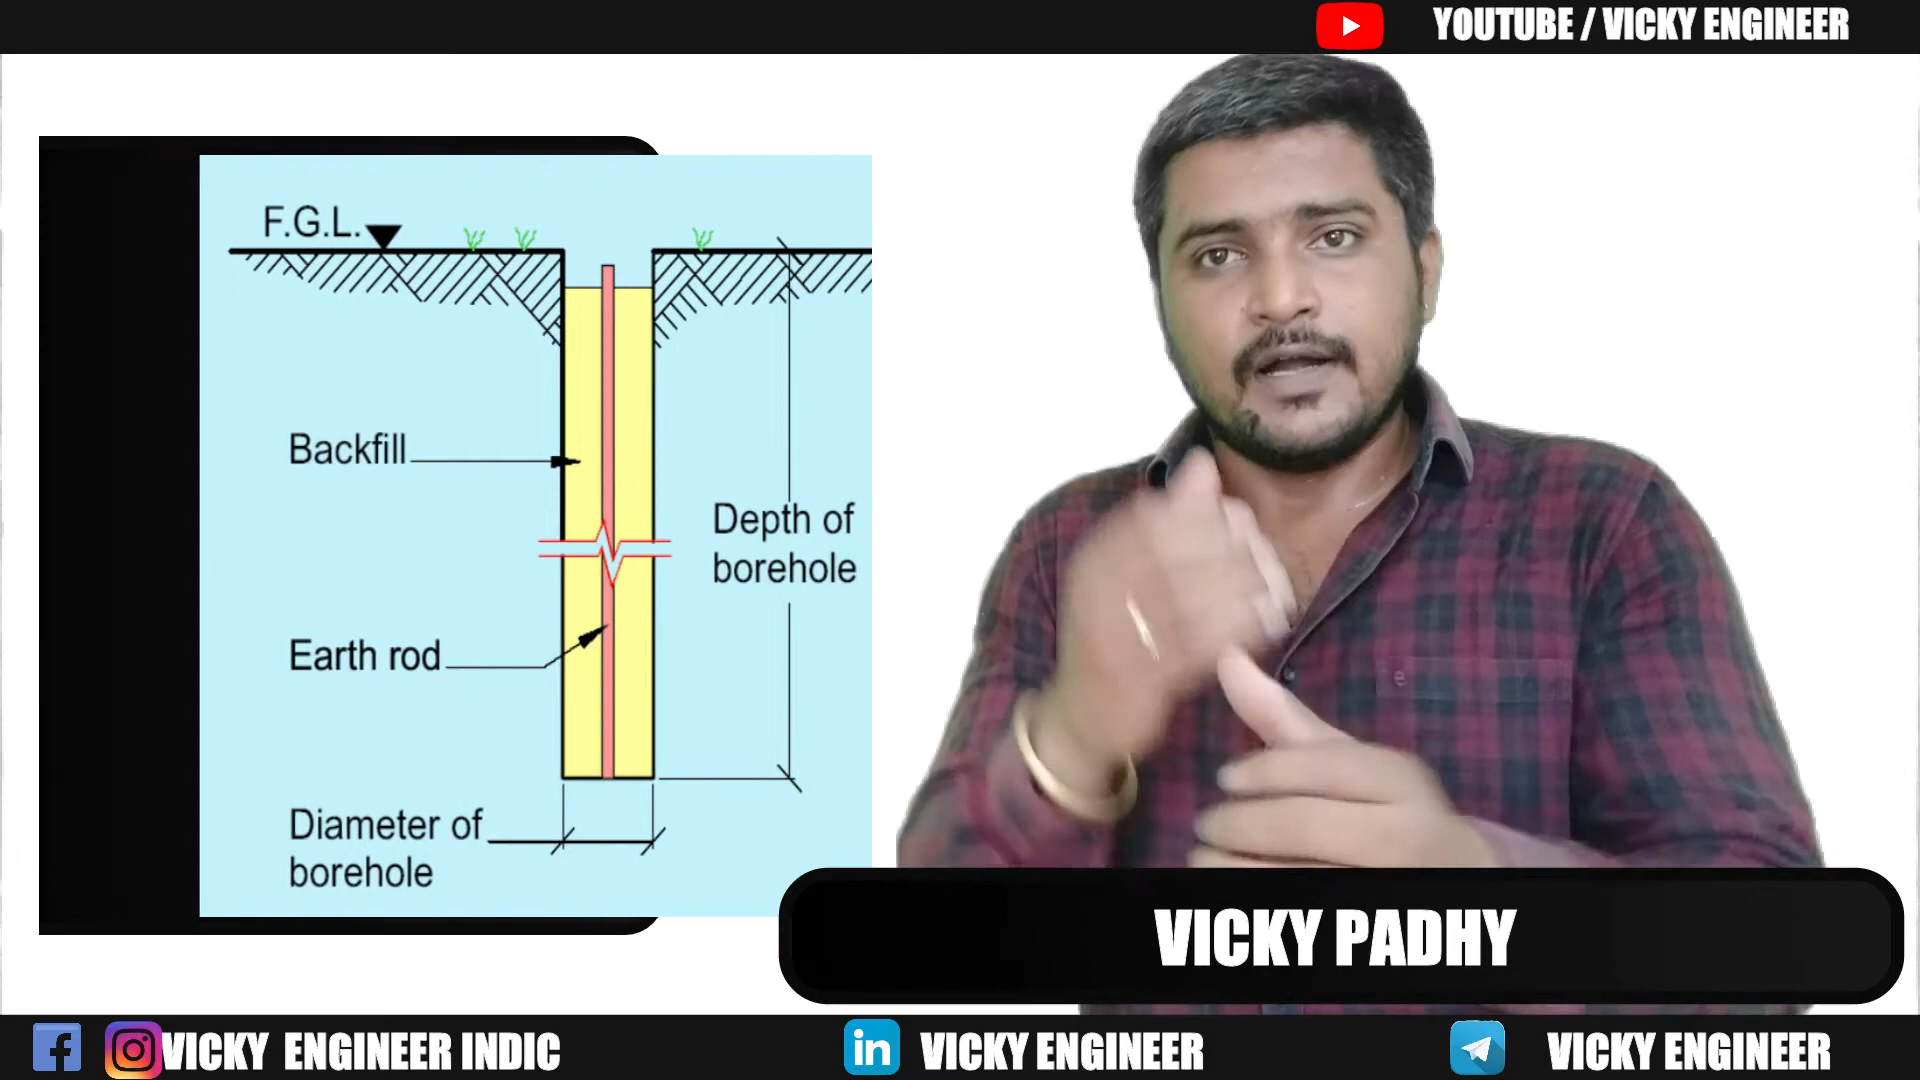 YOUTUBE / VICKY ENGINEER
F.G.L.
Backfill
Depth of
borehole
Earth rod
Diameter of
borehole
VICKY PADHY
VICKY ENGINEER INDIC
in VICKY ENGINEER
VICKY ENGINEER